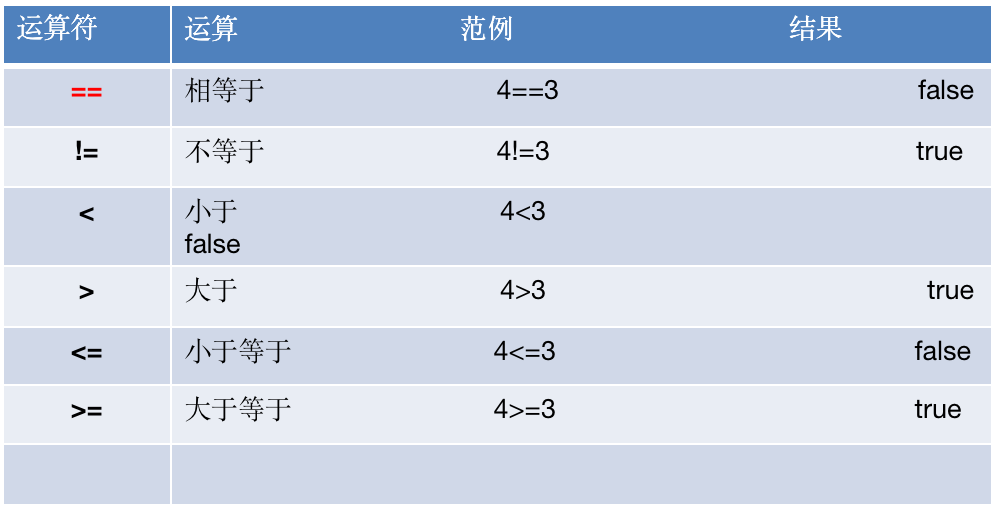 运算符 运算 范例 结果
== 相等于 4==3 false
!= 不等于 4!=3 true
< 小于 4<3
false
> 大于 4>3 true
<= 小于等于 4<=3 false
>= 大于等于 4>=3 true